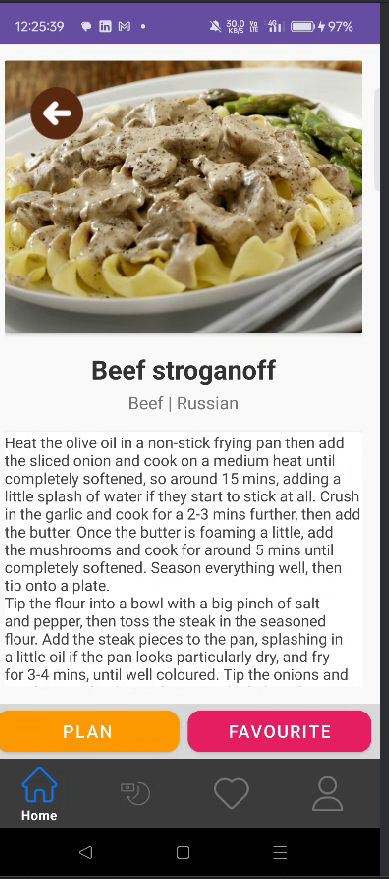 12:25:39
30.0 KB/S
Vo LTE
4G
97%
Beef stroganoff
Beef | Russian
Heat the olive oil in a non-stick frying pan then add
the sliced onion and cook on a medium heat until
completely softened, so around 15 mins, adding a
little splash of water if they start to stick at all. Crush
in the garlic and cook for a 2-3 mins further, then add
the butter. Once the butter is foaming a little, add
the mushrooms and cook for around 5 mins until
completely softened. Season everything well, then
tip onto a plate.
Tip the flour into a bowl with a big pinch of salt
and pepper, then toss the steak in the seasoned
flour. Add the steak pieces to the pan, splashing in
a little oil if the pan looks particularly dry, and fry
for 3-4 mins, until well coloured. Tip the onions and
PLAN
FAVOURITE
Home